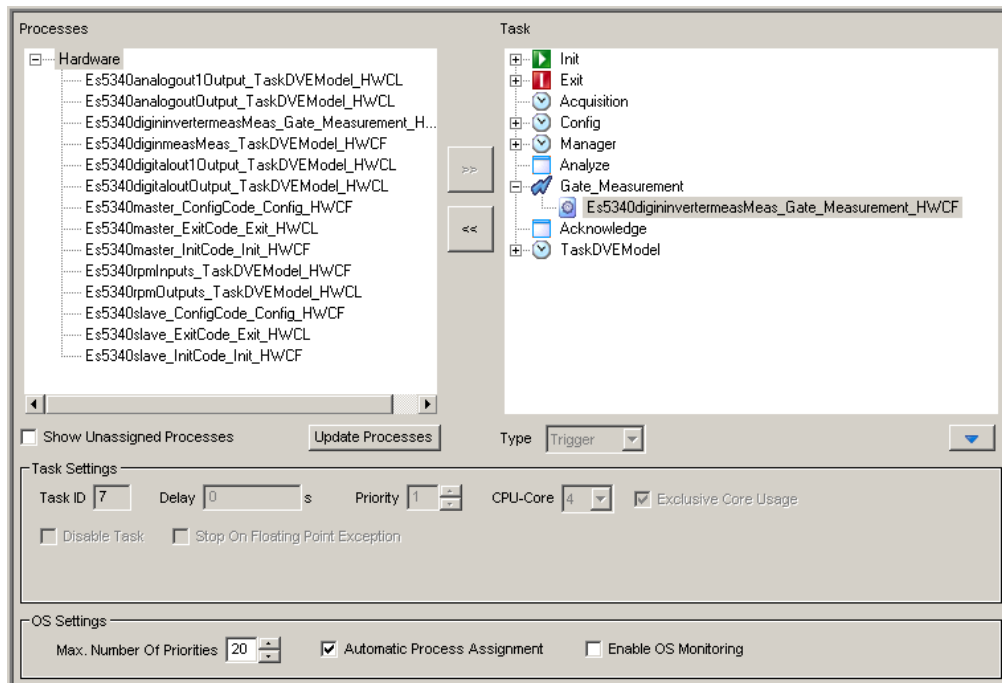 Processes
Hardware
Es5340analogout1Output_TaskDVEModel_HWCL
Es5340analogoutOutput_TaskDVEModel_HWCL
Es5340digininvertermeasMeas_Gate_Measurement_H...
Es5340diginmeasMeas_TaskDVEModel_HWCF
Es5340digitalout1Output_TaskDVEModel_HWCL
Es5340digitaloutOutput_TaskDVEModel_HWCL
Es5340master_ConfigCode_Config_HWCF
Es5340master_ExitCode_Exit_HWCL
Es5340master_InitCode_Init_HWCF
Es5340rpmInputs_TaskDVEModel_HWCF
Es5340rpmOutputs_TaskDVEModel_HWCL
Es5340slave_ConfigCode_Config_HWCF
Es5340slave_ExitCode_Exit_HWCL
Es5340slave_InitCode_Init_HWCF
Show Unassigned Processes
Update Processes
>>
<<
Task
Init
Exit
Acquisition
Config
Manager
Analyze
Gate_Measurement
Es5340digininvertermeasMeas_Gate_Measurement_HWCF
Acknowledge
TaskDVEModel
Type Trigger
Task Settings
Task ID 7 Delay 0 s Priority 1 CPU-Core 4 Exclusive Core Usage
Disable Task Stop On Floating Point Exception
OS Settings
Max. Number Of Priorities 20 Automatic Process Assignment Enable OS Monitoring